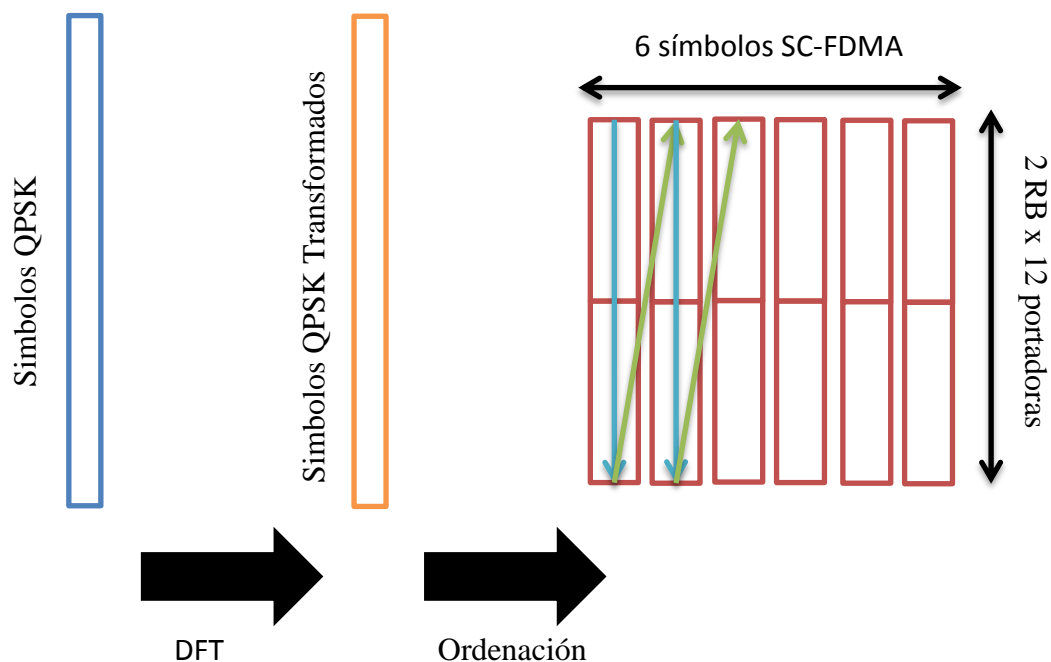 Simbolos QPSK
Simbolos QPSK Transformados
6 símbolos SC-FDMA
2 RB x 12 portadoras
DFT
Ordenación